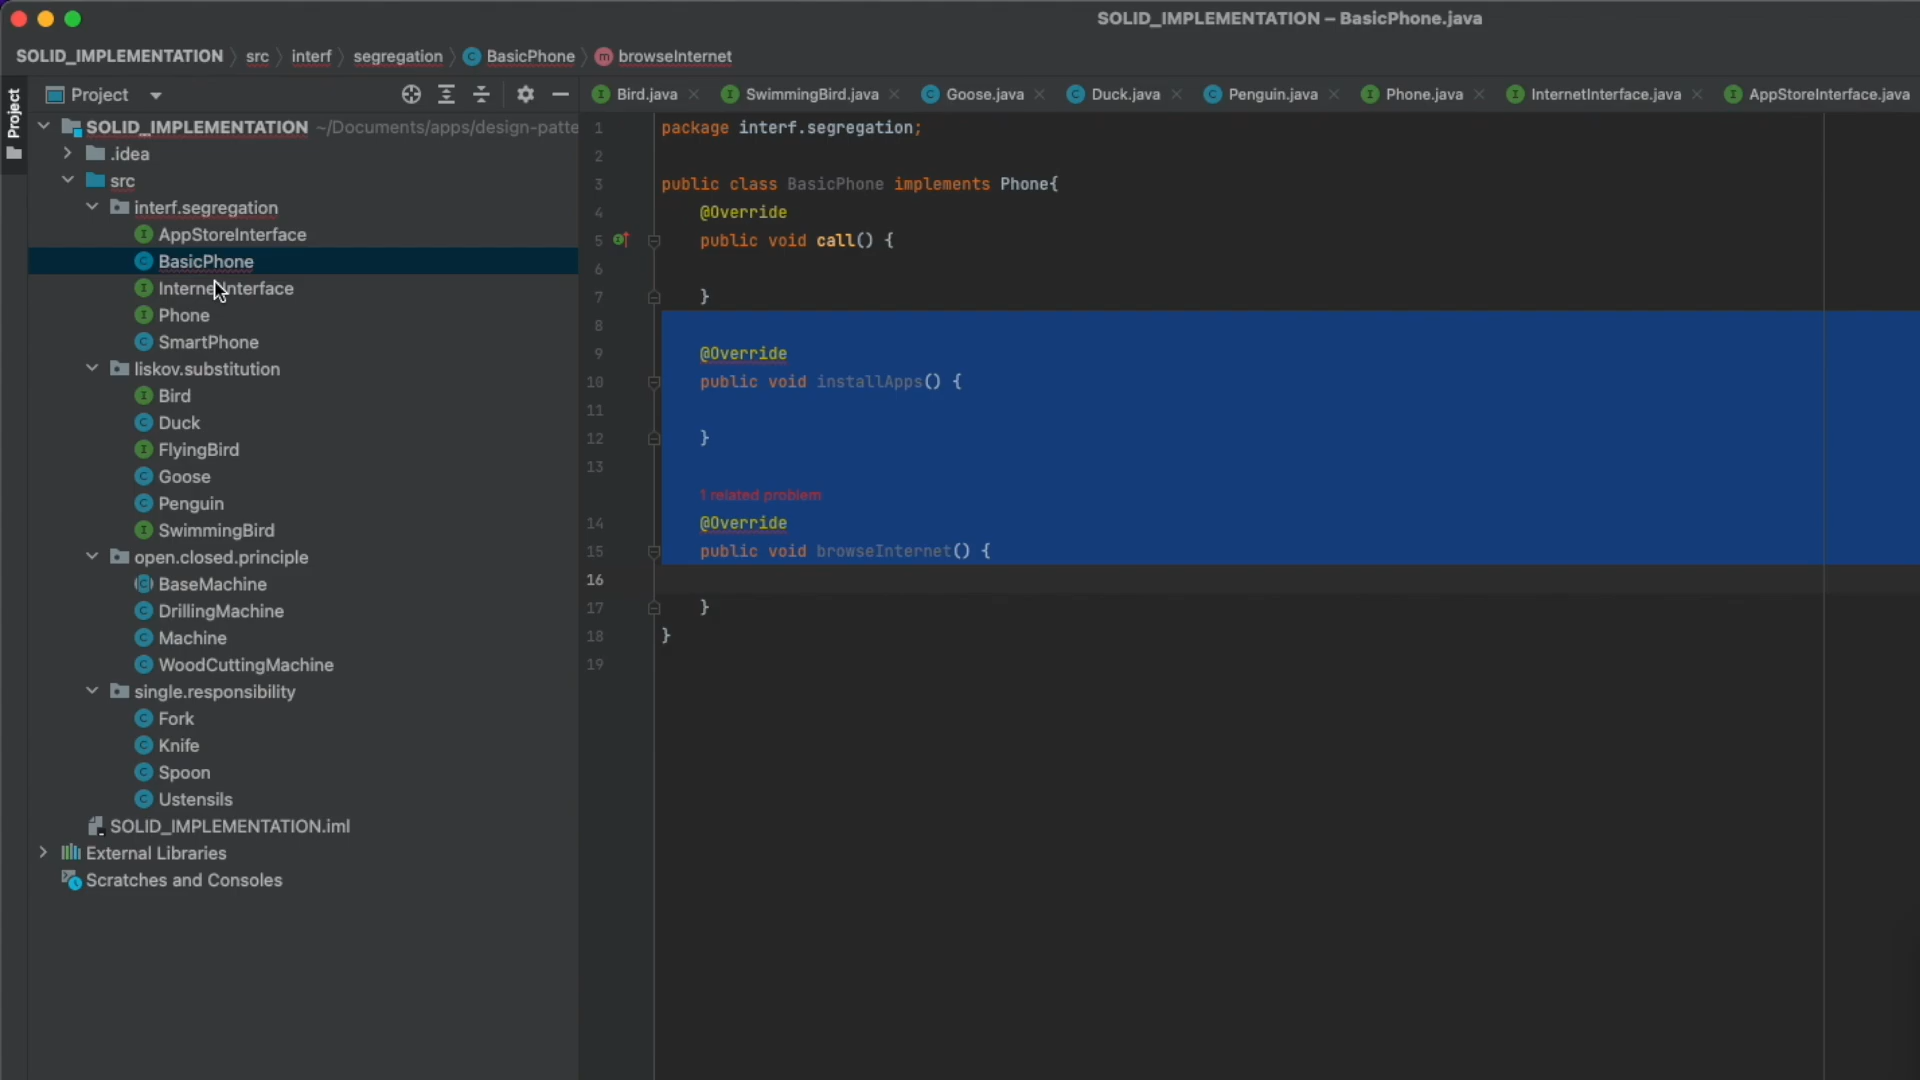 SOLID_IMPLEMENTATION – BasicPhone.java
SOLID_IMPLEMENTATION src interf segregation BasicPhone browseInternet
Project
Project
Bird.java SwimmingBird.java Goose.java Duck.java Penguin.java Phone.java InternetInterface.java AppStoreInterface.java
SOLID_IMPLEMENTATION ~/Documents/apps/design-patte
.idea
src
interf.segregation
AppStoreInterface
BasicPhone
InternetInterface
Phone
SmartPhone
liskov.substitution
Bird
Duck
FlyingBird
Goose
Penguin
SwimmingBird
open.closed.principle
BaseMachine
DrillingMachine
Machine
WoodCuttingMachine
single.responsibility
Fork
Knife
Spoon
Ustensils
SOLID_IMPLEMENTATION.iml
External Libraries
Scratches and Consoles
1 package interf.segregation;
2
3 public class BasicPhone implements Phone{
4 @Override
5 public void call() {
6
7 }
8
9 @Override
10 public void installApps() {
11
12 }
13
1 related problem
14 @Override
15 public void browseInternet() {
16
17 }
18 }
19